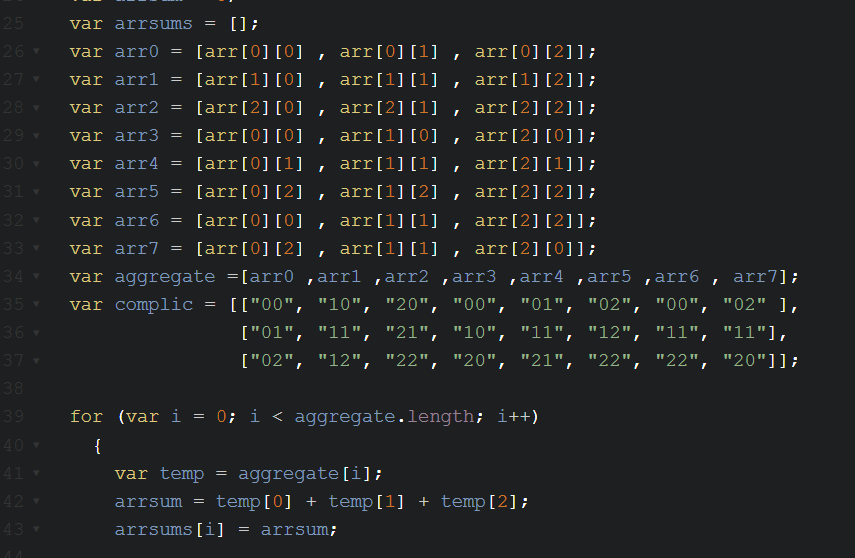 25 var arrsums = [];
26 var arr0 = [arr[0][0] , arr[0][1] , arr[0][2]];
27 var arr1 = [arr[1][0] , arr[1][1] , arr[1][2]];
28 var arr2 = [arr[2][0] , arr[2][1] , arr[2][2]];
29 var arr3 = [arr[0][0] , arr[1][0] , arr[2][0]];
30 var arr4 = [arr[0][1] , arr[1][1] , arr[2][1]];
31 var arr5 = [arr[0][2] , arr[1][2] , arr[2][2]];
32 var arr6 = [arr[0][0] , arr[1][1] , arr[2][2]];
33 var arr7 = [arr[0][2] , arr[1][1] , arr[2][0]];
34 var aggregate =[arr0 ,arr1 ,arr2 ,arr3 ,arr4 ,arr5 ,arr6 , arr7];
35 var complic = [["00", "10", "20", "00", "01", "02", "00", "02" ],
36 ["01", "11", "21", "10", "11", "12", "11", "11"],
37 ["02", "12", "22", "20", "21", "22", "22", "20"]];
38
39 for (var i = 0; i < aggregate.length; i++)
40 {
41 var temp = aggregate[i];
42 arrsum = temp[0] + temp[1] + temp[2];
43 arrsums[i] = arrsum;